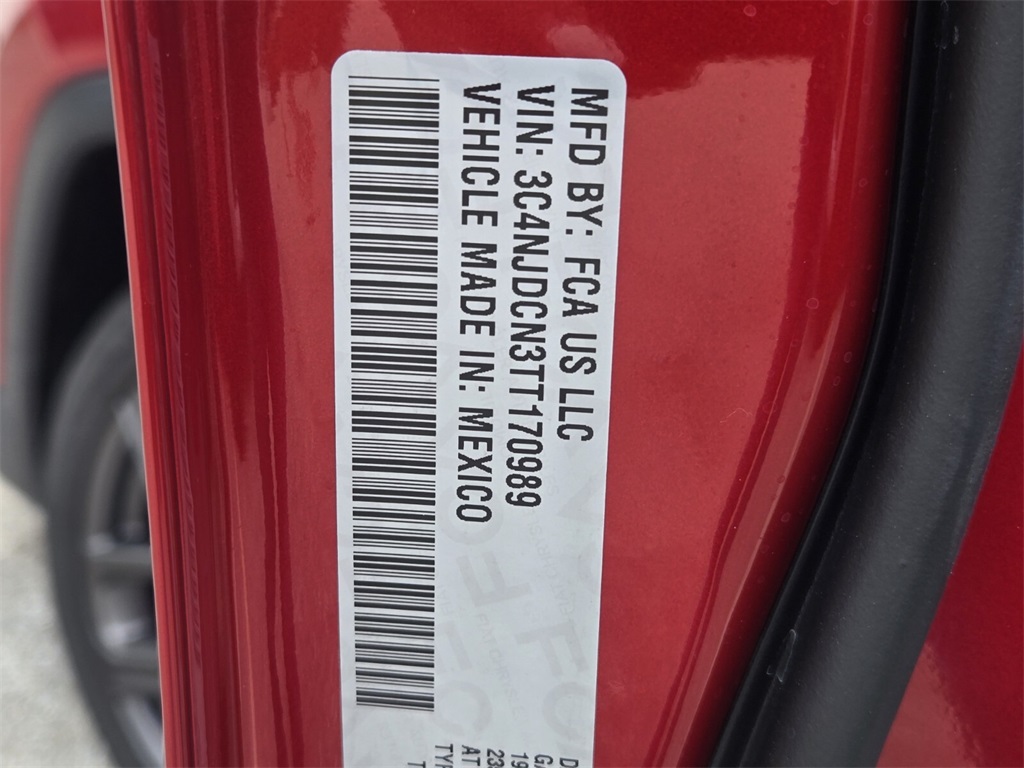 MFD BY: FCA US LLC
VIN: 3C4NJDCN3TT170989
VEHICLE MADE IN: MEXICO